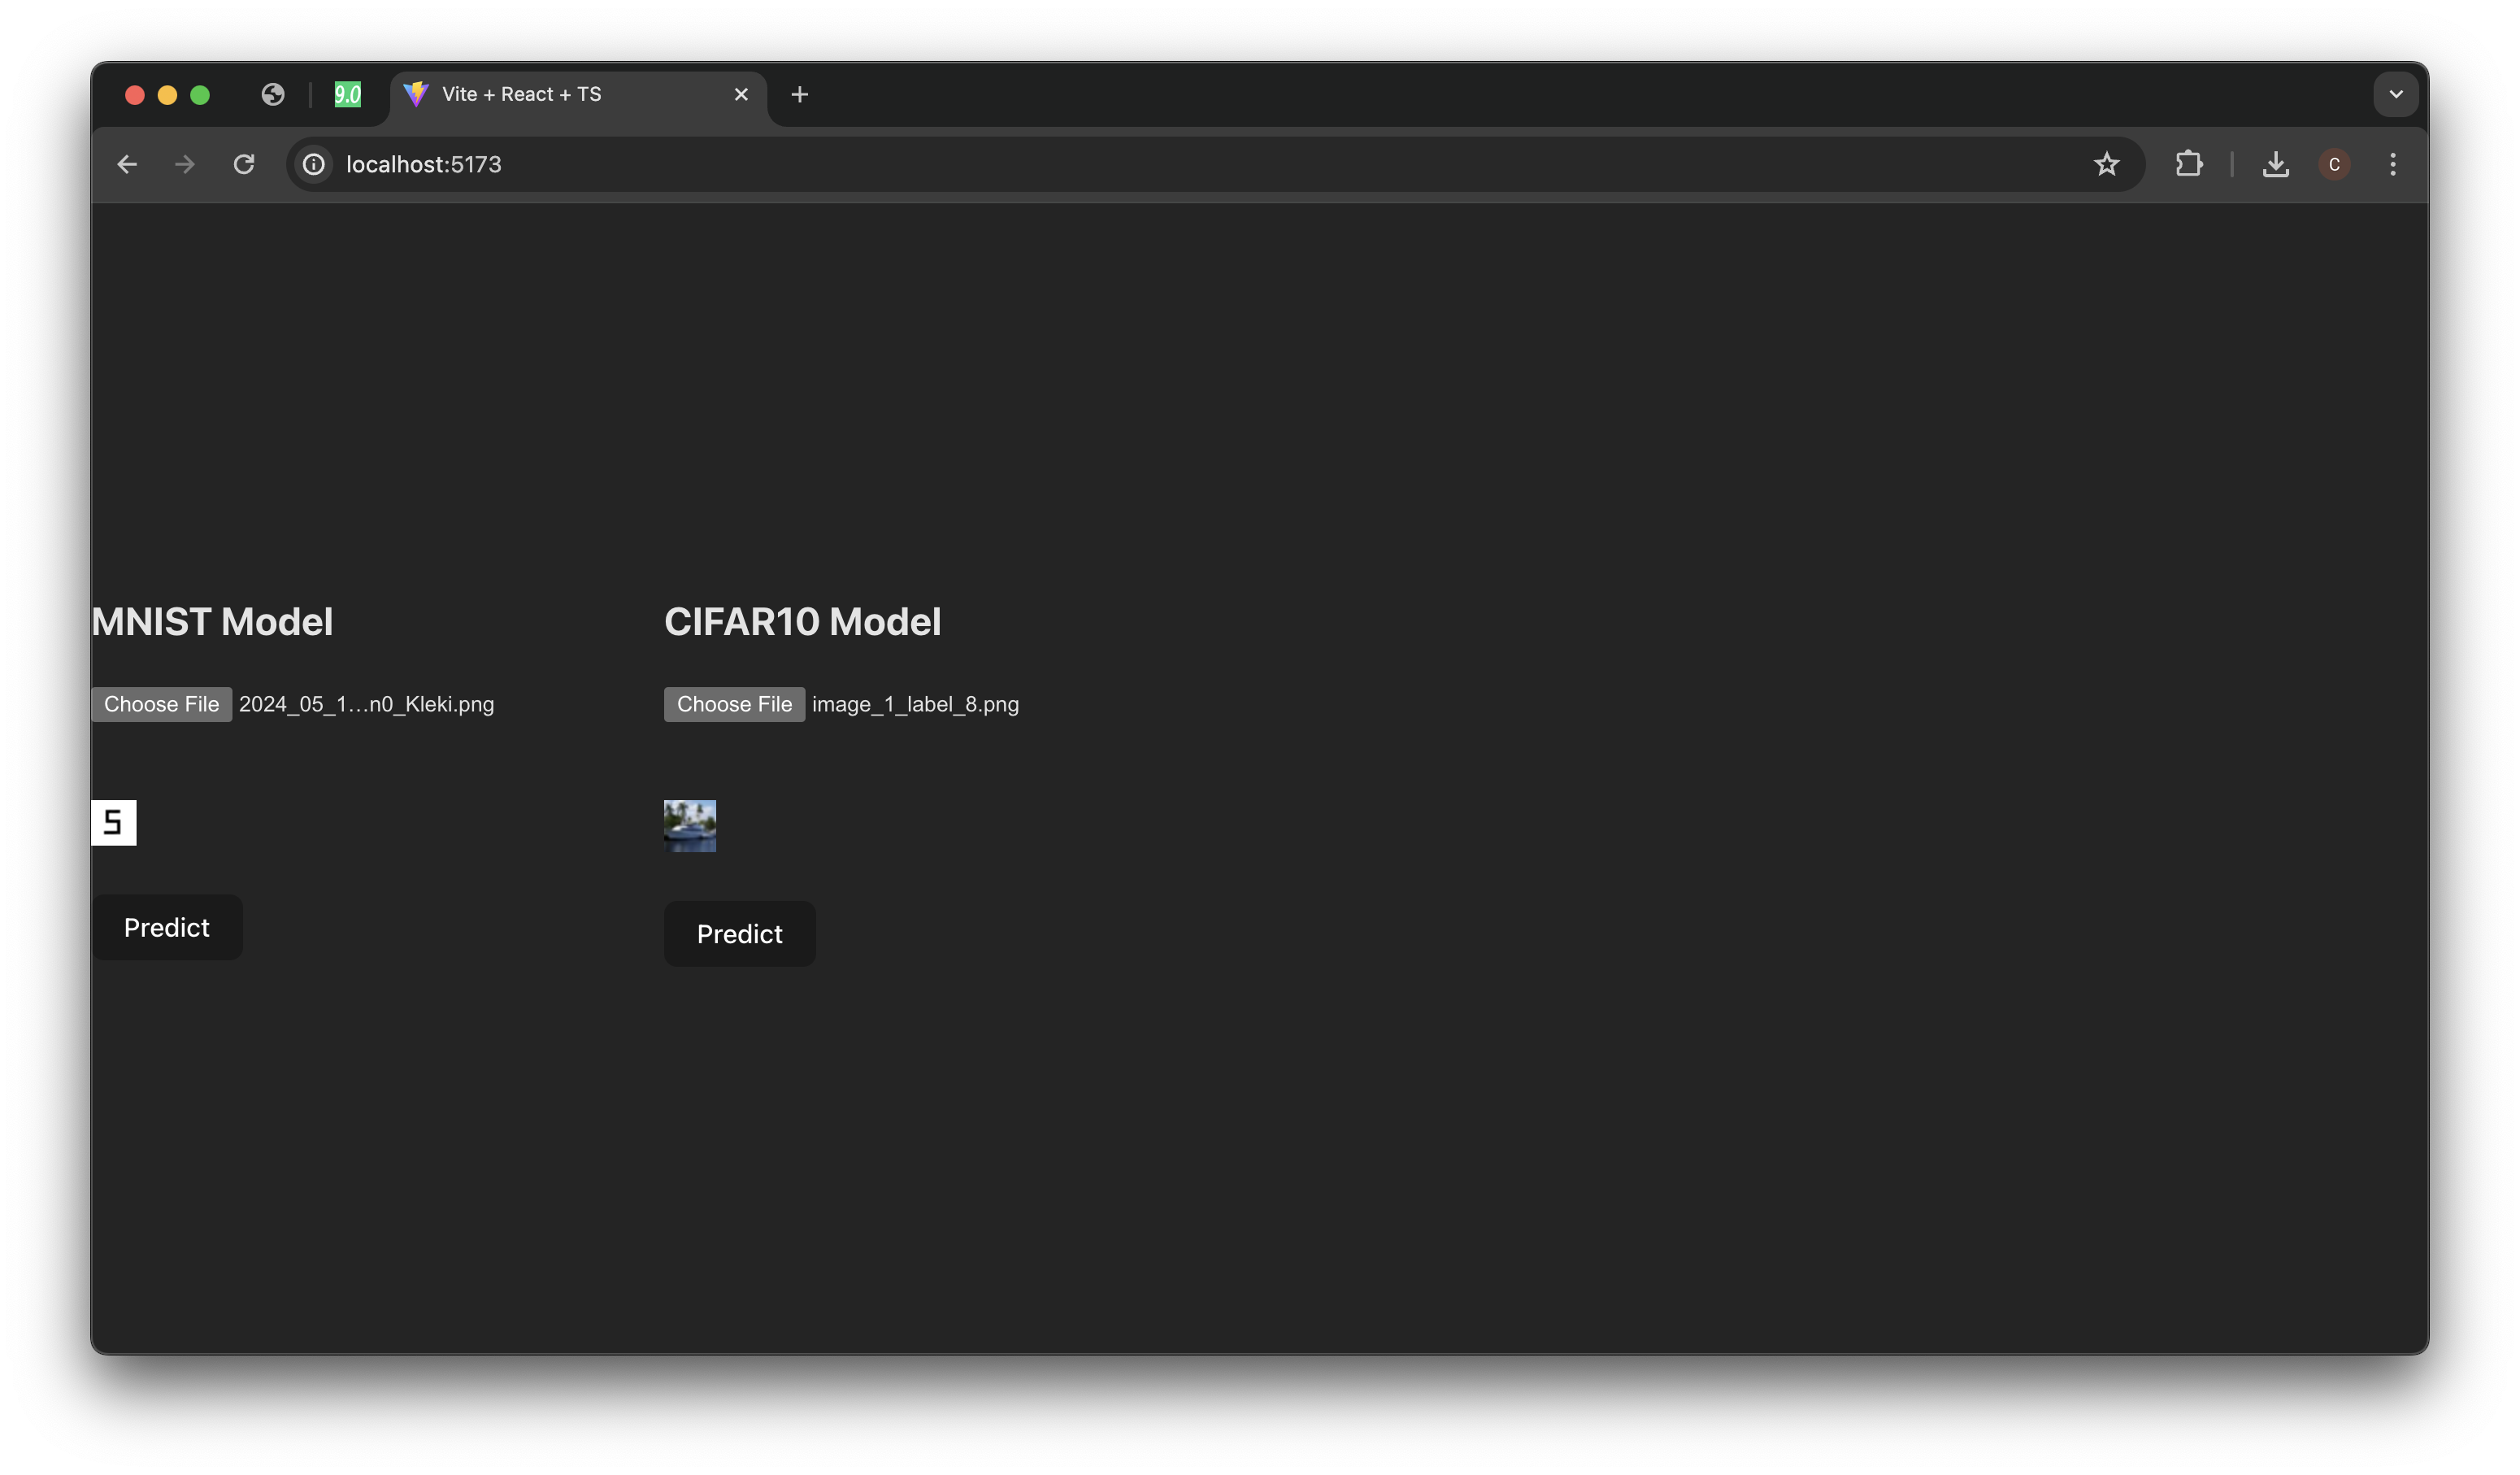 9.0
Vite + React + TS
localhost:5173
C
MNIST Model
CIFAR10 Model
Choose File 2024_05_1...n0_Kleki.png
Choose File image_1_label_8.png
5
Predict
Predict